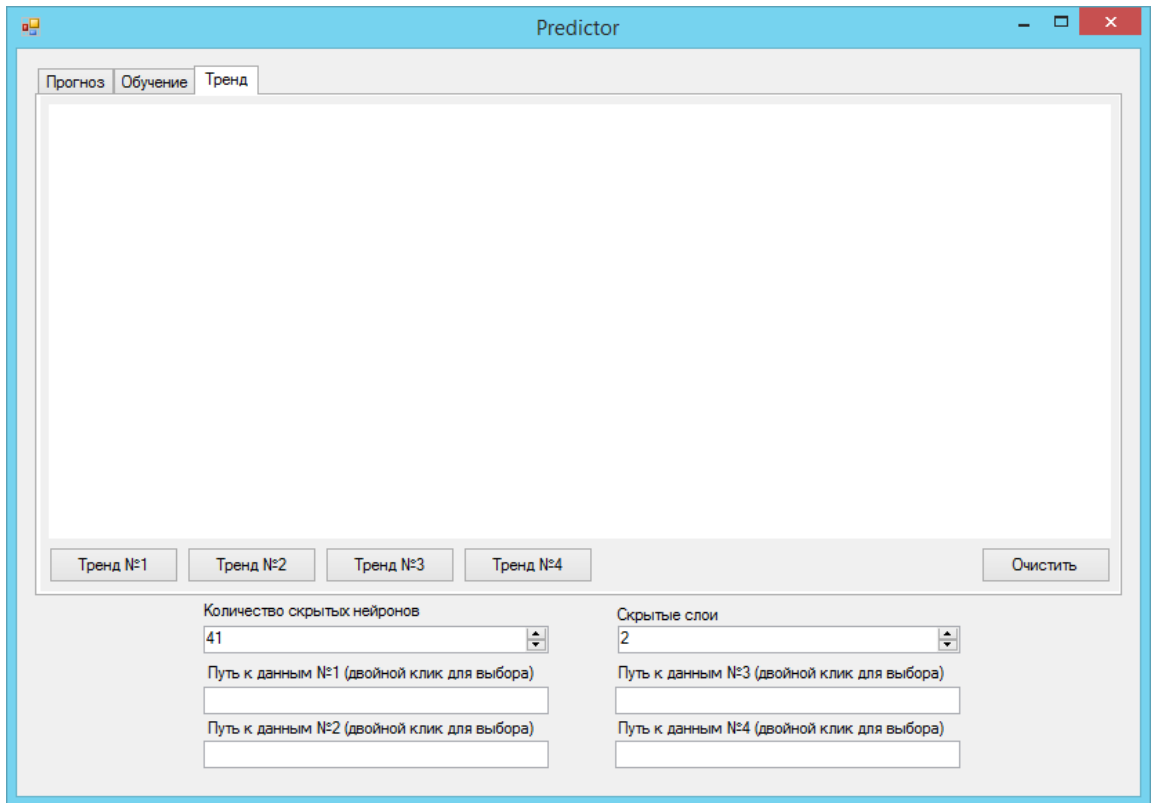 Predictor
Прогноз Обучение Тренд
Тренд №1 Тренд №2 Тренд №3 Тренд №4 Очистить
Количество скрытых нейронов Скрытые слои
41 2
Путь к данным №1 (двойной клик для выбора) Путь к данным №3 (двойной клик для выбора)
Путь к данным №2 (двойной клик для выбора) Путь к данным №4 (двойной клик для выбора)